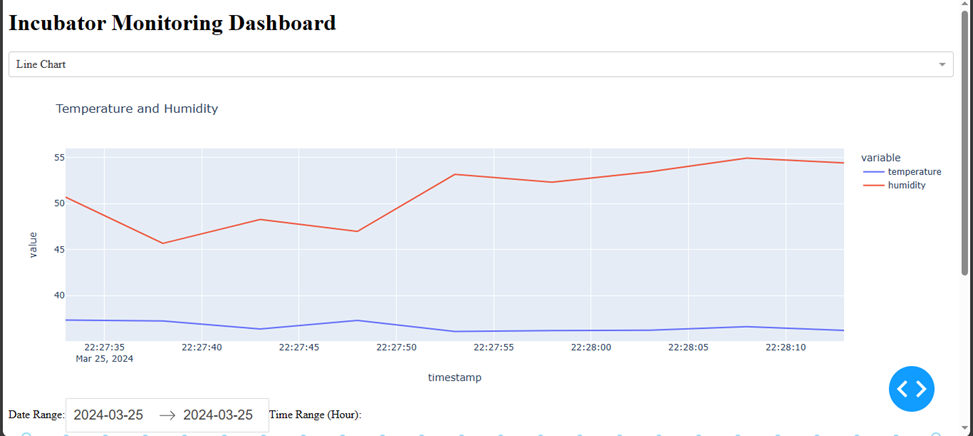 Incubator Monitoring Dashboard
Line Chart
Temperature and Humidity
55
50
45
40
value
variable
temperature
humidity
22:27:35 22:27:40 22:27:45 22:27:50 22:27:55 22:28:00 22:28:05 22:28:10
Mar 25, 2024
timestamp
Date Range: 2024-03-25 → 2024-03-25 Time Range (Hour):